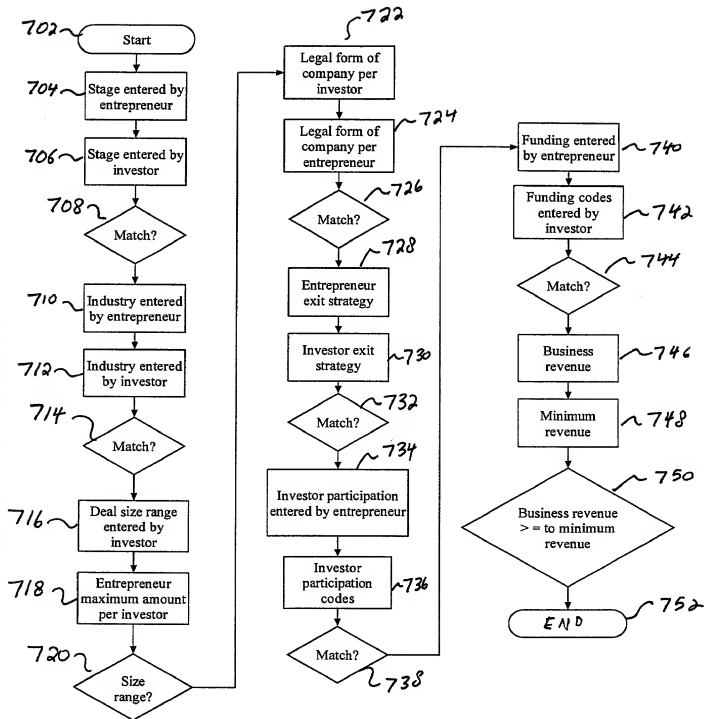 702
Start
704
Stage entered by
entrepreneur
706
Stage entered by
investor
708
Match?
710
Industry entered
by entrepreneur
712
Industry entered
by investor
714
Match?
716
Deal size range
entered by
investor
718
Entrepreneur
maximum amount
per investor
720
Size
range?
722
Legal form of
company per
investor
724
Legal form of
company per
entrepreneur
726
Match?
728
Entrepreneur
exit strategy
Investor exit
strategy
730
732
Match?
734
Investor participation
entered by entrepreneur
Investor
participation
codes
736
Match?
738
Funding entered
by entrepreneur
740
Funding codes
entered by
investor
742
744
Match?
Business
revenue
746
Minimum
revenue
748
750
Business revenue
> = to minimum
revenue
END
752